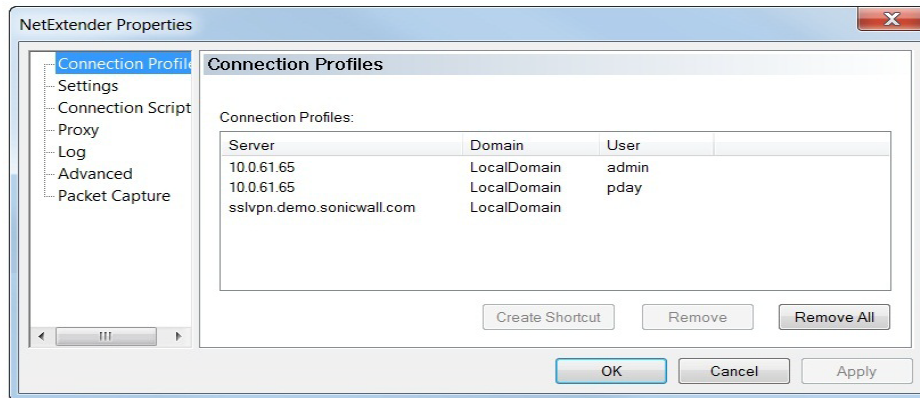 NetExtender Properties
Connection Profile
Settings
Connection Script
Proxy
Log
Advanced
Packet Capture
Connection Profiles
Connection Profiles:
Server Domain User
10.0.61.65 LocalDomain admin
10.0.61.65 LocalDomain pday
sslvpn.demo.sonicwall.com LocalDomain
Create Shortcut Remove Remove All
OK Cancel Apply